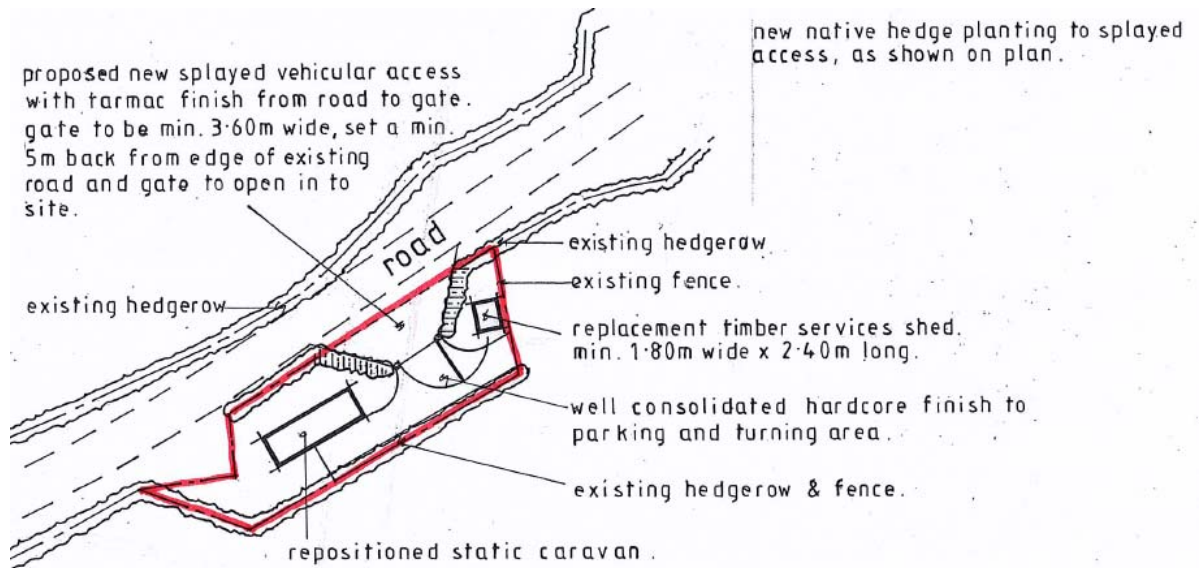 new native hedge planting to splayed
access, as shown on plan.
proposed new splayed vehicular access
with tarmac finish from road to gate.
gate to be min. 3·60m wide, set a min.
5m back from edge of existing
road and gate to open in to
site.
road
existing hedgerow
existing hedgerow
existing fence.
replacement timber services shed.
min. 1·80m wide x 2·40m long.
well consolidated hardcore finish to
parking and turning area.
existing hedgerow & fence.
repositioned static caravan.